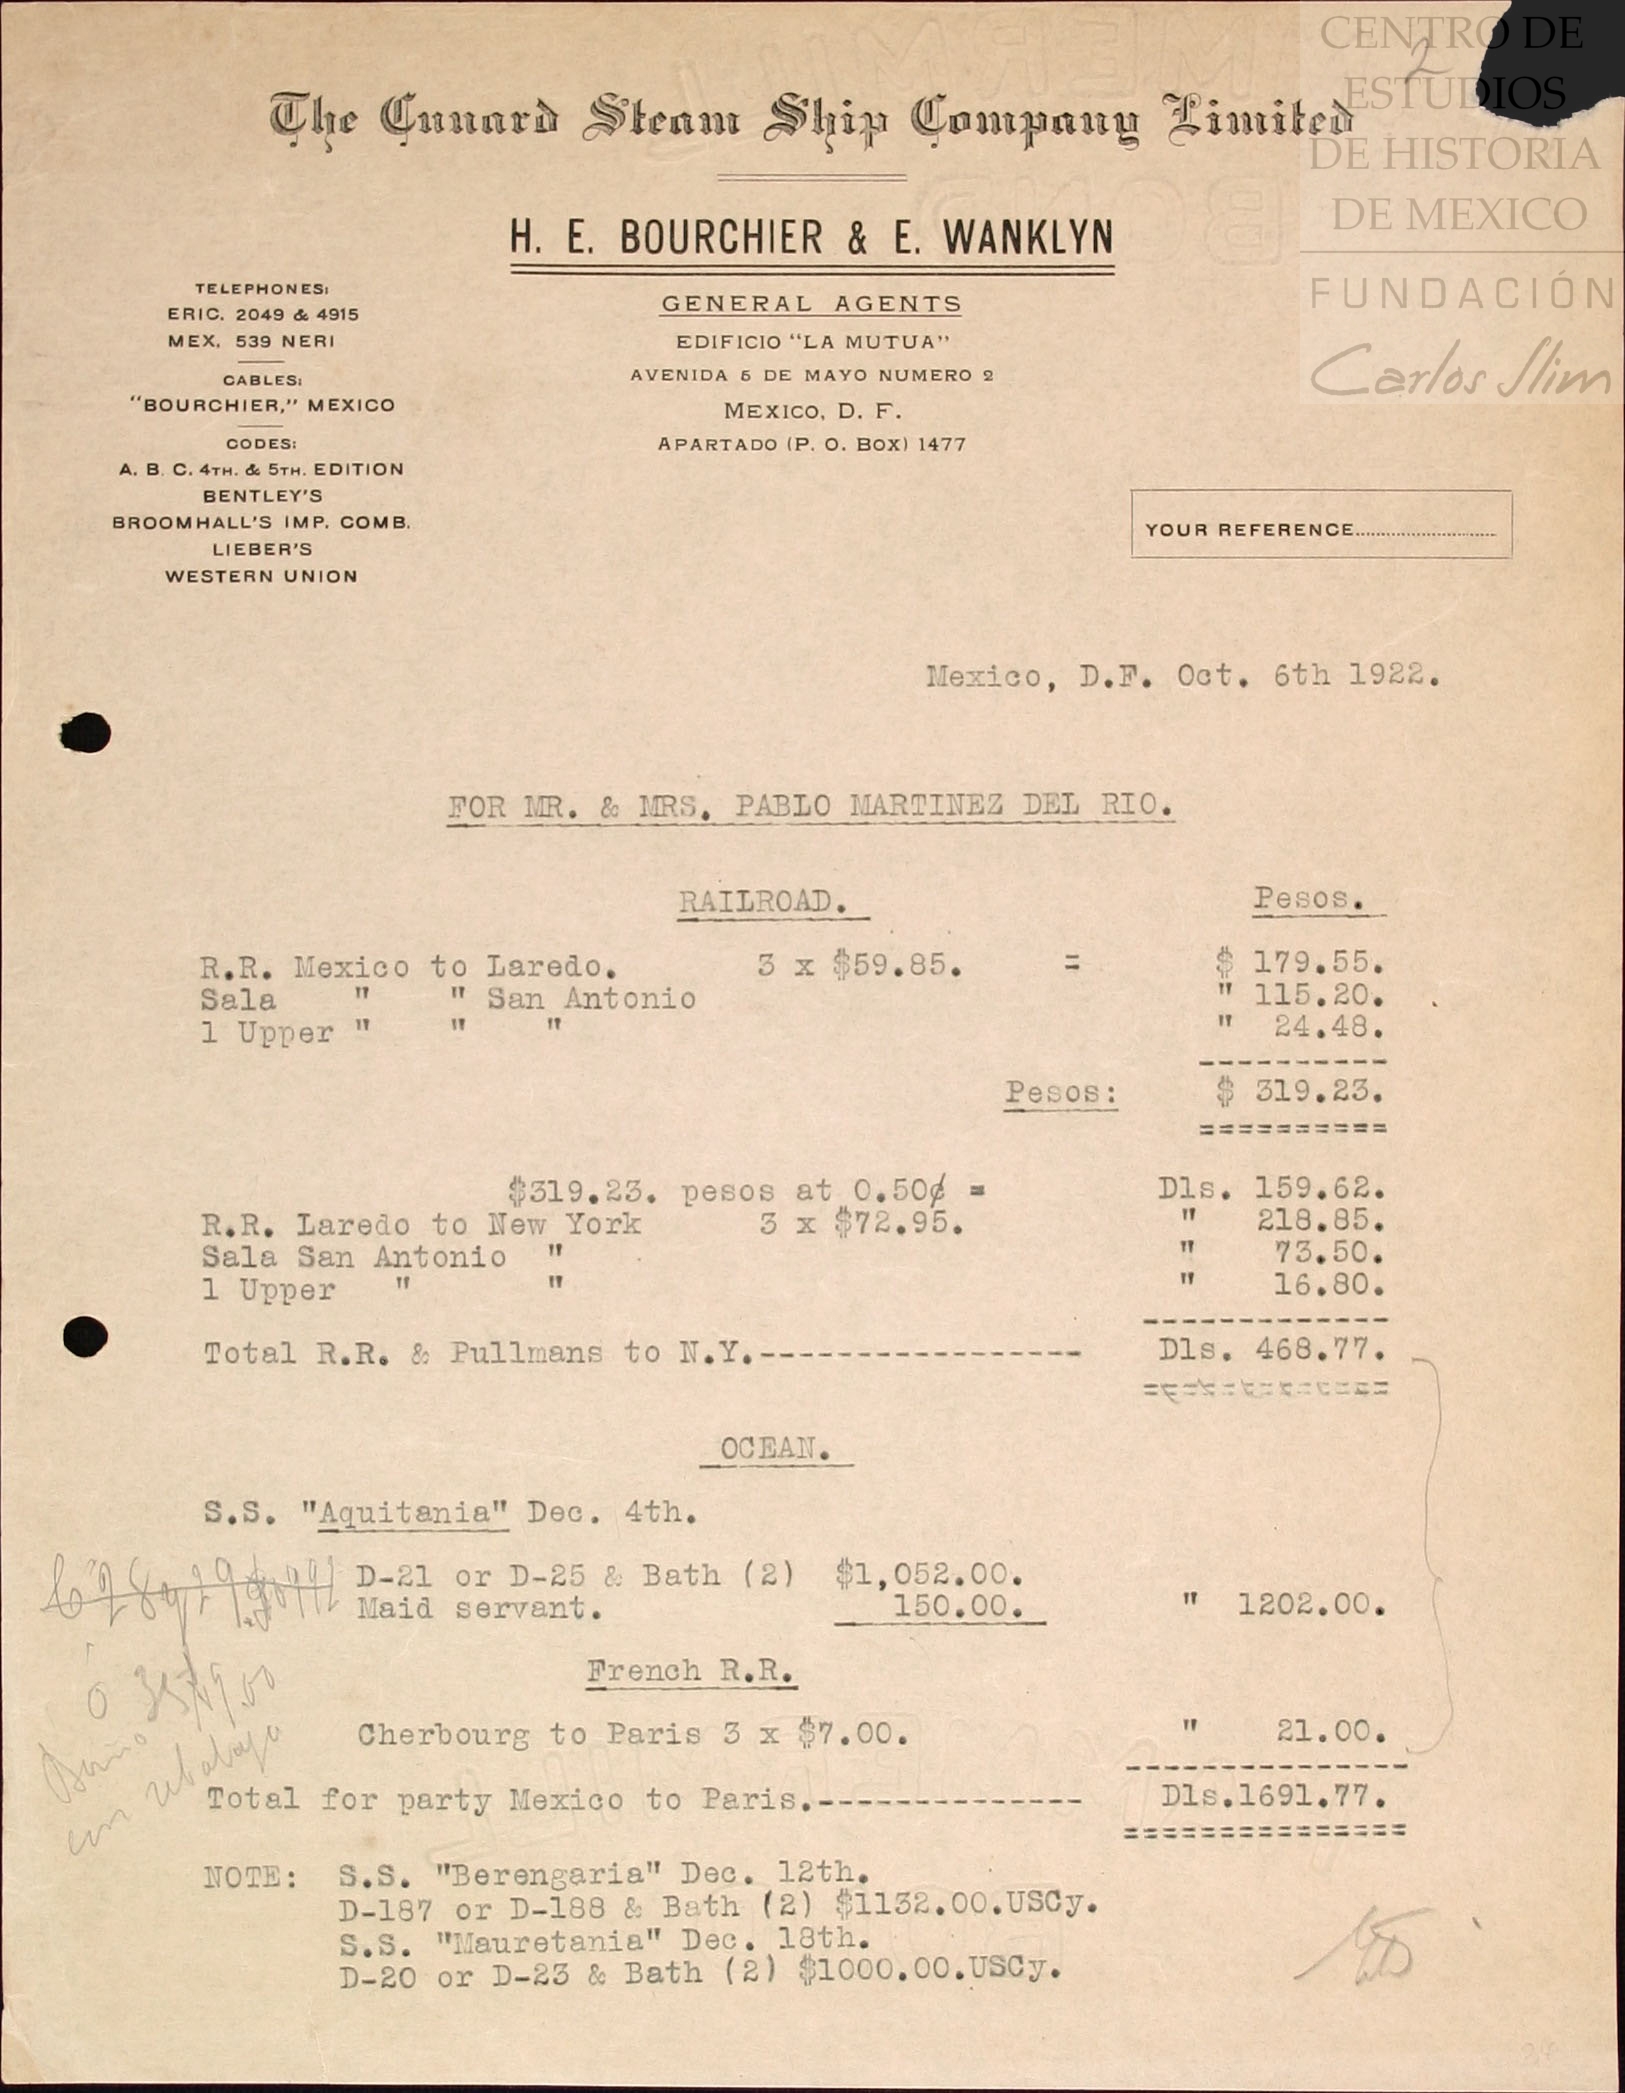 CENTRO DE
ESTUDIOS
DE HISTORIA
DE MEXICO
FUNDACIÓN
Carlos Slim
2
The Cunard Steam Ship Company Limited
H. E. BOURCHIER & E. WANKLYN
GENERAL AGENTS
EDIFICIO "LA MUTUA"
AVENIDA 5 DE MAYO NUMERO 2
MEXICO, D. F.
APARTADO (P. O. BOX) 1477
TELEPHONES:
ERIC. 2049 & 4915
MEX. 539 NERI
CABLES:
"BOURCHIER," MEXICO
CODES:
A. B. C. 4TH. & 5TH. EDITION
BENTLEY'S
BROOMHALL'S IMP. COMB.
LIEBER'S
WESTERN UNION
YOUR REFERENCE
Mexico, D.F. Oct. 6th 1922.
FOR MR. & MRS. PABLO MARTINEZ DEL RIO.
RAILROAD. Pesos.
R.R. Mexico to Laredo. 3 x $59.85. = $ 179.55.
Sala " " San Antonio " 115.20.
1 Upper " " " " 24.48.
----------
Pesos: $ 319.23.
==========
$319.23. pesos at 0.50¢ = Dls. 159.62.
R.R. Laredo to New York 3 x $72.95. " 218.85.
Sala San Antonio " " 73.50.
1 Upper " " " 16.80.
-------------
Total R.R. & Pullmans to N.Y.----------------- Dls. 468.77.
=============
OCEAN.
S.S. "Aquitania" Dec. 4th.
D-21 or D-25 & Bath (2) $1,052.00.
Maid servant. 150.00. " 1202.00.
French R.R.
Cherbourg to Paris 3 x $7.00. " 21.00.
---------------
Total for party Mexico to Paris.-------------- Dls.1691.77.
===============
Baño
con rebaja
NOTE: S.S. "Berengaria" Dec. 12th.
D-187 or D-188 & Bath (2) $1132.00.USCy.
S.S. "Mauretania" Dec. 18th.
D-20 or D-23 & Bath (2) $1000.00.USCy.